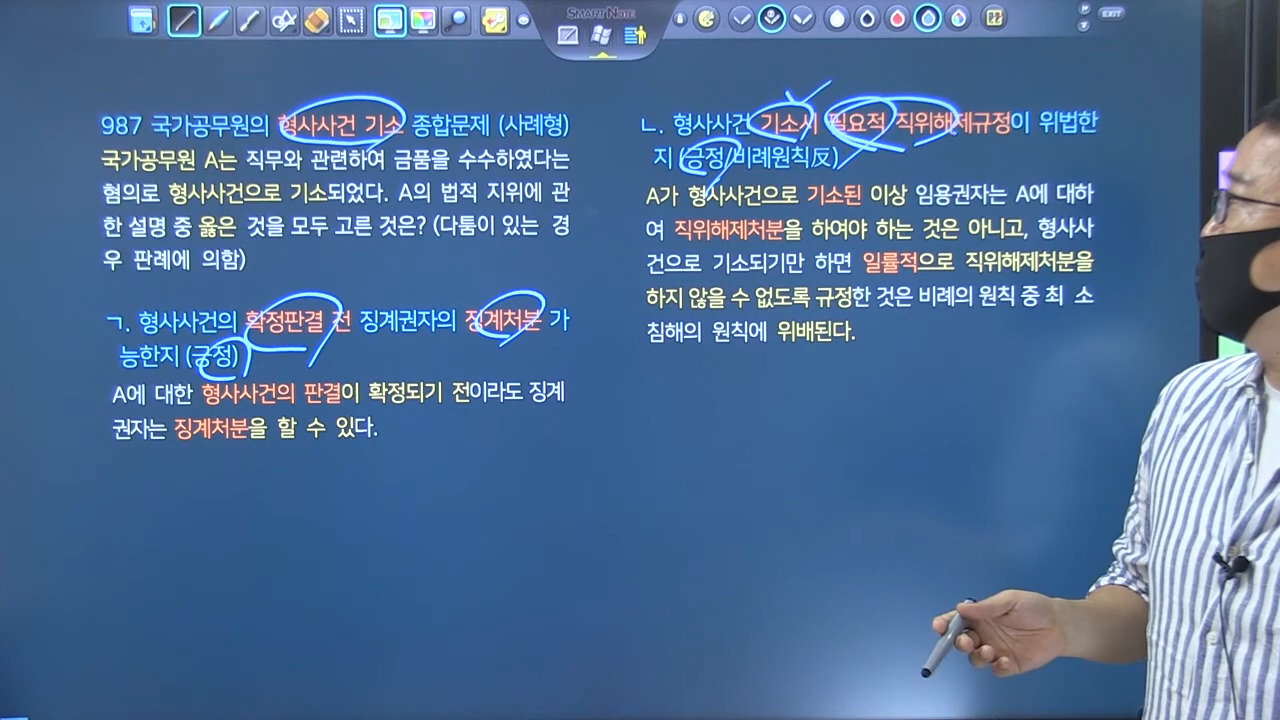 SMART NOTE
EXIT
987 국가공무원의 형사사건 기소 종합문제 (사례형)
국가공무원 A는 직무와 관련하여 금품을 수수하였다는
혐의로 형사사건으로 기소되었다. A의 법적 지위에 관
한 설명 중 옳은 것을 모두 고른 것은? (다툼이 있는 경
우 판례에 의함)
ㄱ. 형사사건의 확정판결 전 징계권자의 징계처분 가
능한지 (긍정)
A에 대한 형사사건의 판결이 확정되기 전이라도 징계
권자는 징계처분을 할 수 있다.
ㄴ. 형사사건 기소시 필요적 직위해제규정이 위법한
지 (긍정/비례원칙反)
A가 형사사건으로 기소된 이상 임용권자는 A에 대하
여 직위해제처분을 하여야 하는 것은 아니고, 형사사
건으로 기소되기만 하면 일률적으로 직위해제처분을
하지 않을 수 없도록 규정한 것은 비례의 원칙 중 최 소
침해의 원칙에 위배된다.